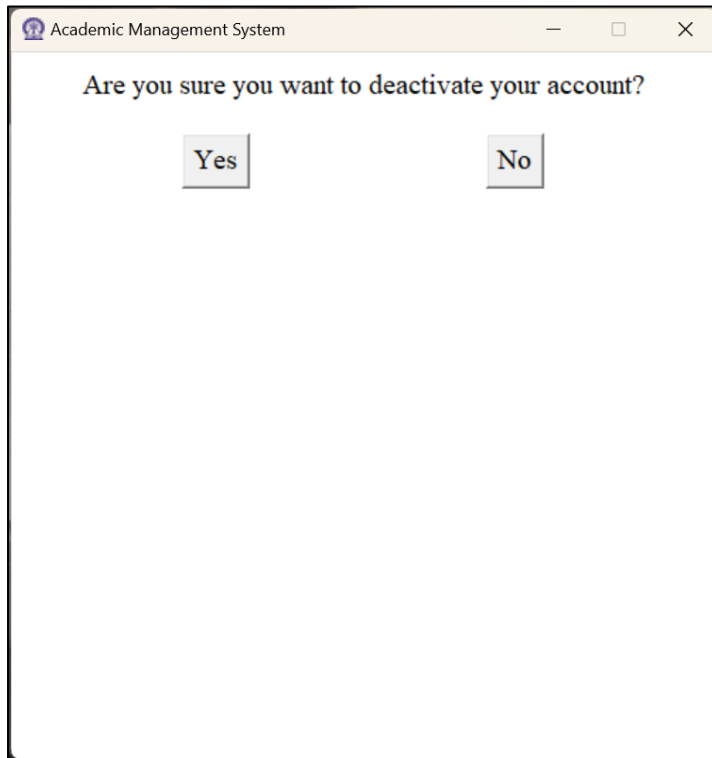 Academic Management System
Are you sure you want to deactivate your account?
Yes No